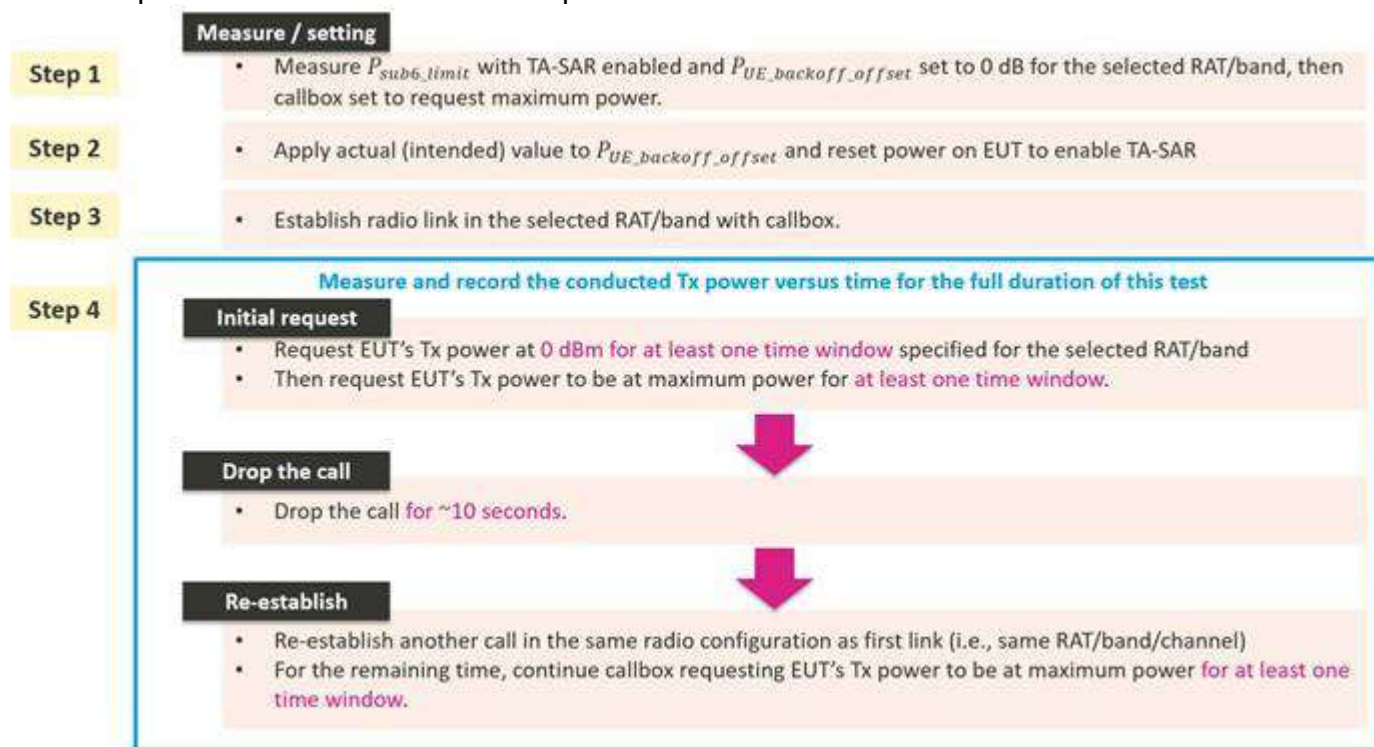 Measure / setting
Step 1
• Measure P_sub6_limit with TA-SAR enabled and P_UE_backoff_offset set to 0 dB for the selected RAT/band, then
callbox set to request maximum power.
Step 2
• Apply actual (intended) value to P_UE_backoff_offset and reset power on EUT to enable TA-SAR
Step 3
• Establish radio link in the selected RAT/band with callbox.
Step 4
Measure and record the conducted Tx power versus time for the full duration of this test
Initial request
• Request EUT's Tx power at 0 dBm for at least one time window specified for the selected RAT/band
• Then request EUT's Tx power to be at maximum power for at least one time window.
Drop the call
• Drop the call for ~10 seconds.
Re-establish
• Re-establish another call in the same radio configuration as first link (i.e., same RAT/band/channel)
• For the remaining time, continue callbox requesting EUT's Tx power to be at maximum power for at least one
time window.